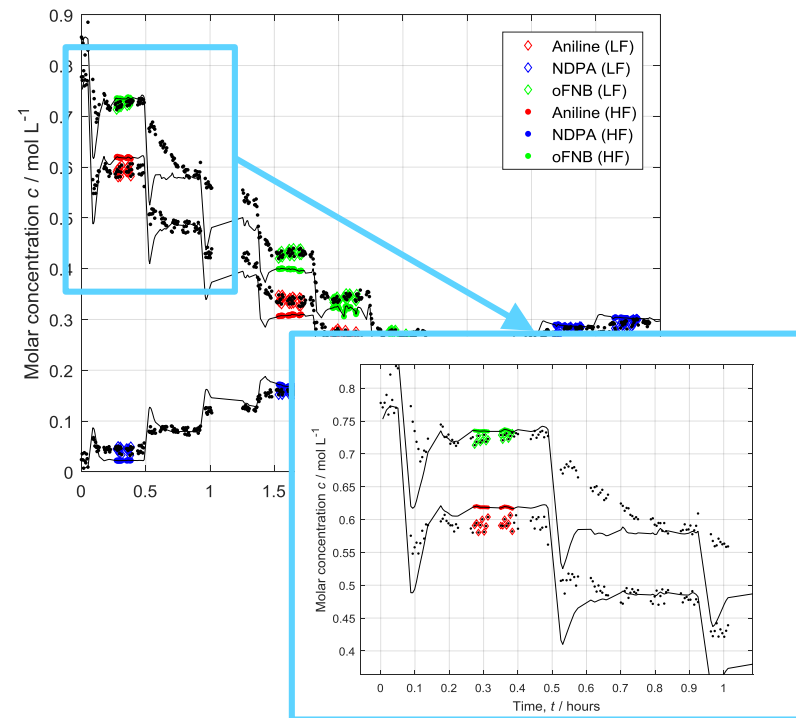 0.9
0.8
0.7
0.6
0.5
0.4
0.3
0.2
0.1
0
Molar concentration c / mol L⁻¹
0 0.5 1 1.5
Aniline (LF)
NDPA (LF)
oFNB (LF)
Aniline (HF)
NDPA (HF)
oFNB (HF)
0.8
0.75
0.7
0.65
0.6
0.55
0.5
0.45
0.4
Molar concentration c / mol L⁻¹
0 0.1 0.2 0.3 0.4 0.5 0.6 0.7 0.8 0.9 1
Time, t / hours